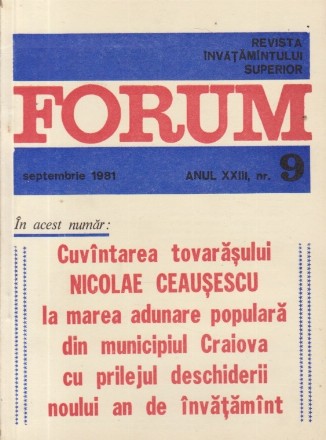 REVISTA
ÎNVAȚĂMÎNTULUI
SUPERIOR
FORUM
septembrie 1981 ANUL XXIII, nr. 9
În acest număr:
Cuvîntarea tovarășului
NICOLAE CEAUȘESCU
la marea adunare populară
din municipiul Craiova
cu prilejul deschiderii
noului an de învățămînt